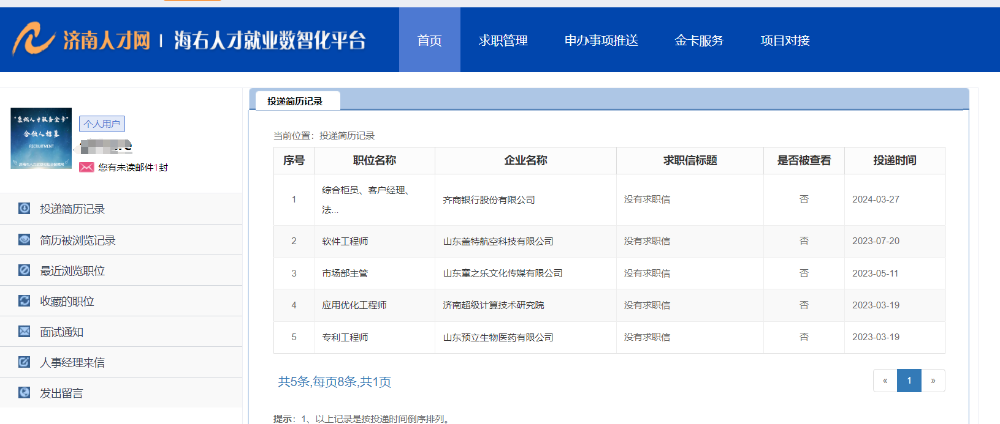 济南人才网 | 海右人才就业数智化平台 首页 求职管理 申办事项推送 金卡服务 项目对接
"泉城人才服务金卡"
合伙人招募
RECRUITMENT
个人用户
您有未读邮件1封
投递简历记录
简历被浏览记录
最近浏览职位
收藏的职位
面试通知
人事经理来信
发出留言
投递简历记录
当前位置：投递简历记录
序号 职位名称 企业名称 求职信标题 是否被查看 投递时间
1 综合柜员、客户经理、法... 齐商银行股份有限公司 没有求职信 否 2024-03-27
2 软件工程师 山东盖特航空科技有限公司 没有求职信 否 2023-07-20
3 市场部主管 山东童之乐文化传媒有限公司 没有求职信 否 2023-05-11
4 应用优化工程师 济南超级计算技术研究院 没有求职信 否 2023-03-19
5 专利工程师 山东预立生物医药有限公司 没有求职信 否 2023-03-19
共5条,每页8条,共1页
« 1 »
提示：1、以上记录是按投递时间倒序排列。